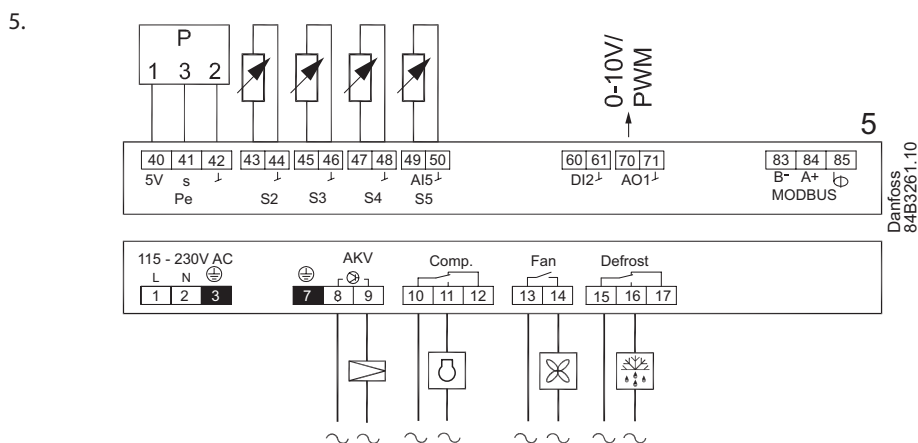 5.
P
1 3 2
0-10V/
PWM
5
40 41 42 43 44 45 46 47 48 49 50 60 61 70 71 83 84 85
5V s AI5 DI2 AO1 B- A+
Pe S2 S3 S4 S5 MODBUS
Danfoss
84B3261.10
115 - 230V AC AKV Comp. Fan Defrost
L N
1 2 3 7 8 9 10 11 12 13 14 15 16 17